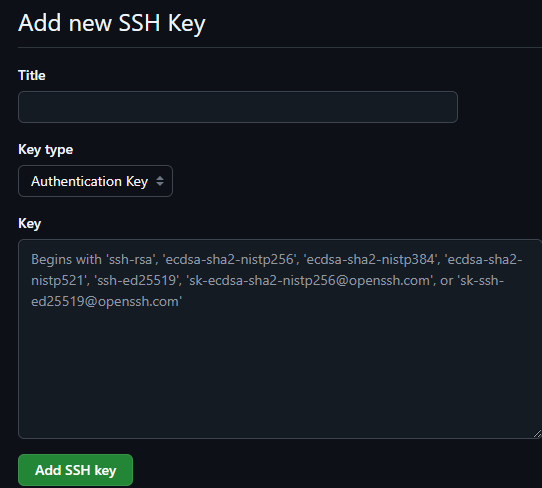 Add new SSH Key
Title
Key type
Authentication Key
Key
Begins with 'ssh-rsa', 'ecdsa-sha2-nistp256', 'ecdsa-sha2-nistp384', 'ecdsa-sha2-
nistp521', 'ssh-ed25519', 'sk-ecdsa-sha2-nistp256@openssh.com', or 'sk-ssh-
ed25519@openssh.com'
Add SSH key